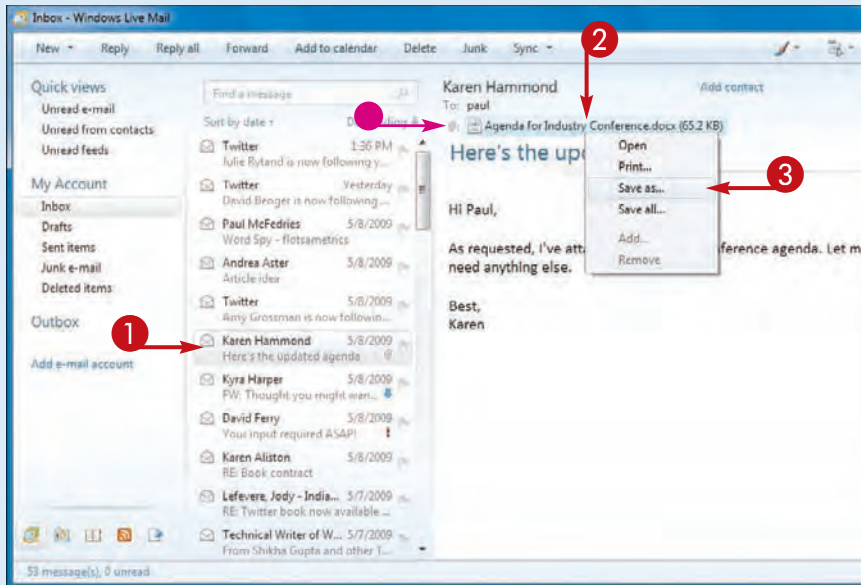 Inbox - Windows Live Mail
New Reply Reply all Forward Add to calendar Delete Junk Sync
Quick views
Unread e-mail
Unread from contacts
Unread feeds
My Account
Inbox
Drafts
Sent items
Junk e-mail
Deleted items
Outbox
Add e-mail account
Find a message
Sort by date
Twitter 1:36 PM
Julie Ryland is now following y...
Twitter Yesterday
David Benger is now following ...
Paul McFedries 5/8/2009
Word Spy - flotsametrics
Andrea Aster 5/8/2009
Article idea
Twitter 5/8/2009
Amy Grossman is now followin...
Karen Hammond 5/8/2009
Here's the updated agenda
Kyra Harper 5/8/2009
FW: Thought you might wan...
David Ferry 5/8/2009
Your input required ASAP!
Karen Aliston 5/8/2009
RE: Book contract
Lefevere, Jody - India... 5/7/2009
RE: Twitter book now available ...
Technical Writer of W... 5/7/2009
From Shikha Gupta and other T...
Karen Hammond Add contact
To: paul
Agenda for Industry Conference.docx (65.2 KB)
Here's the
Open
Print...
Save as...
Save all...
Add...
Remove
Hi Paul,
As requested, I've agenda. Let
need anything else.
Best,
Karen
1
2
3
53 message(s), 0 unread